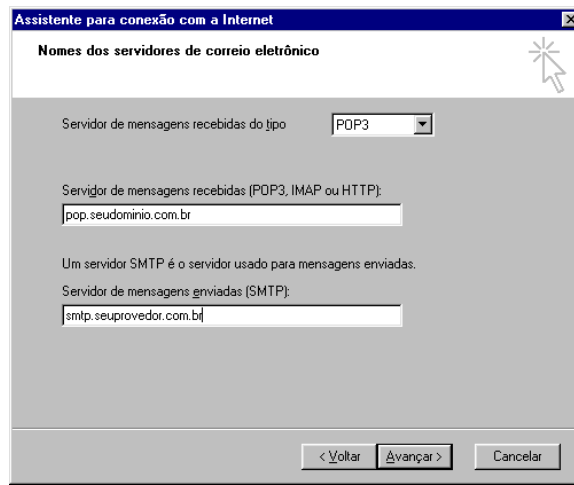 Assistente para conexão com a Internet
Nomes dos servidores de correio eletrônico
Servidor de mensagens recebidas do tipo POP3
Servidor de mensagens recebidas (POP3, IMAP ou HTTP):
pop.seudominio.com.br
Um servidor SMTP é o servidor usado para mensagens enviadas.
Servidor de mensagens enviadas (SMTP):
smtp.seuprovedor.com.br
< Voltar Avançar > Cancelar